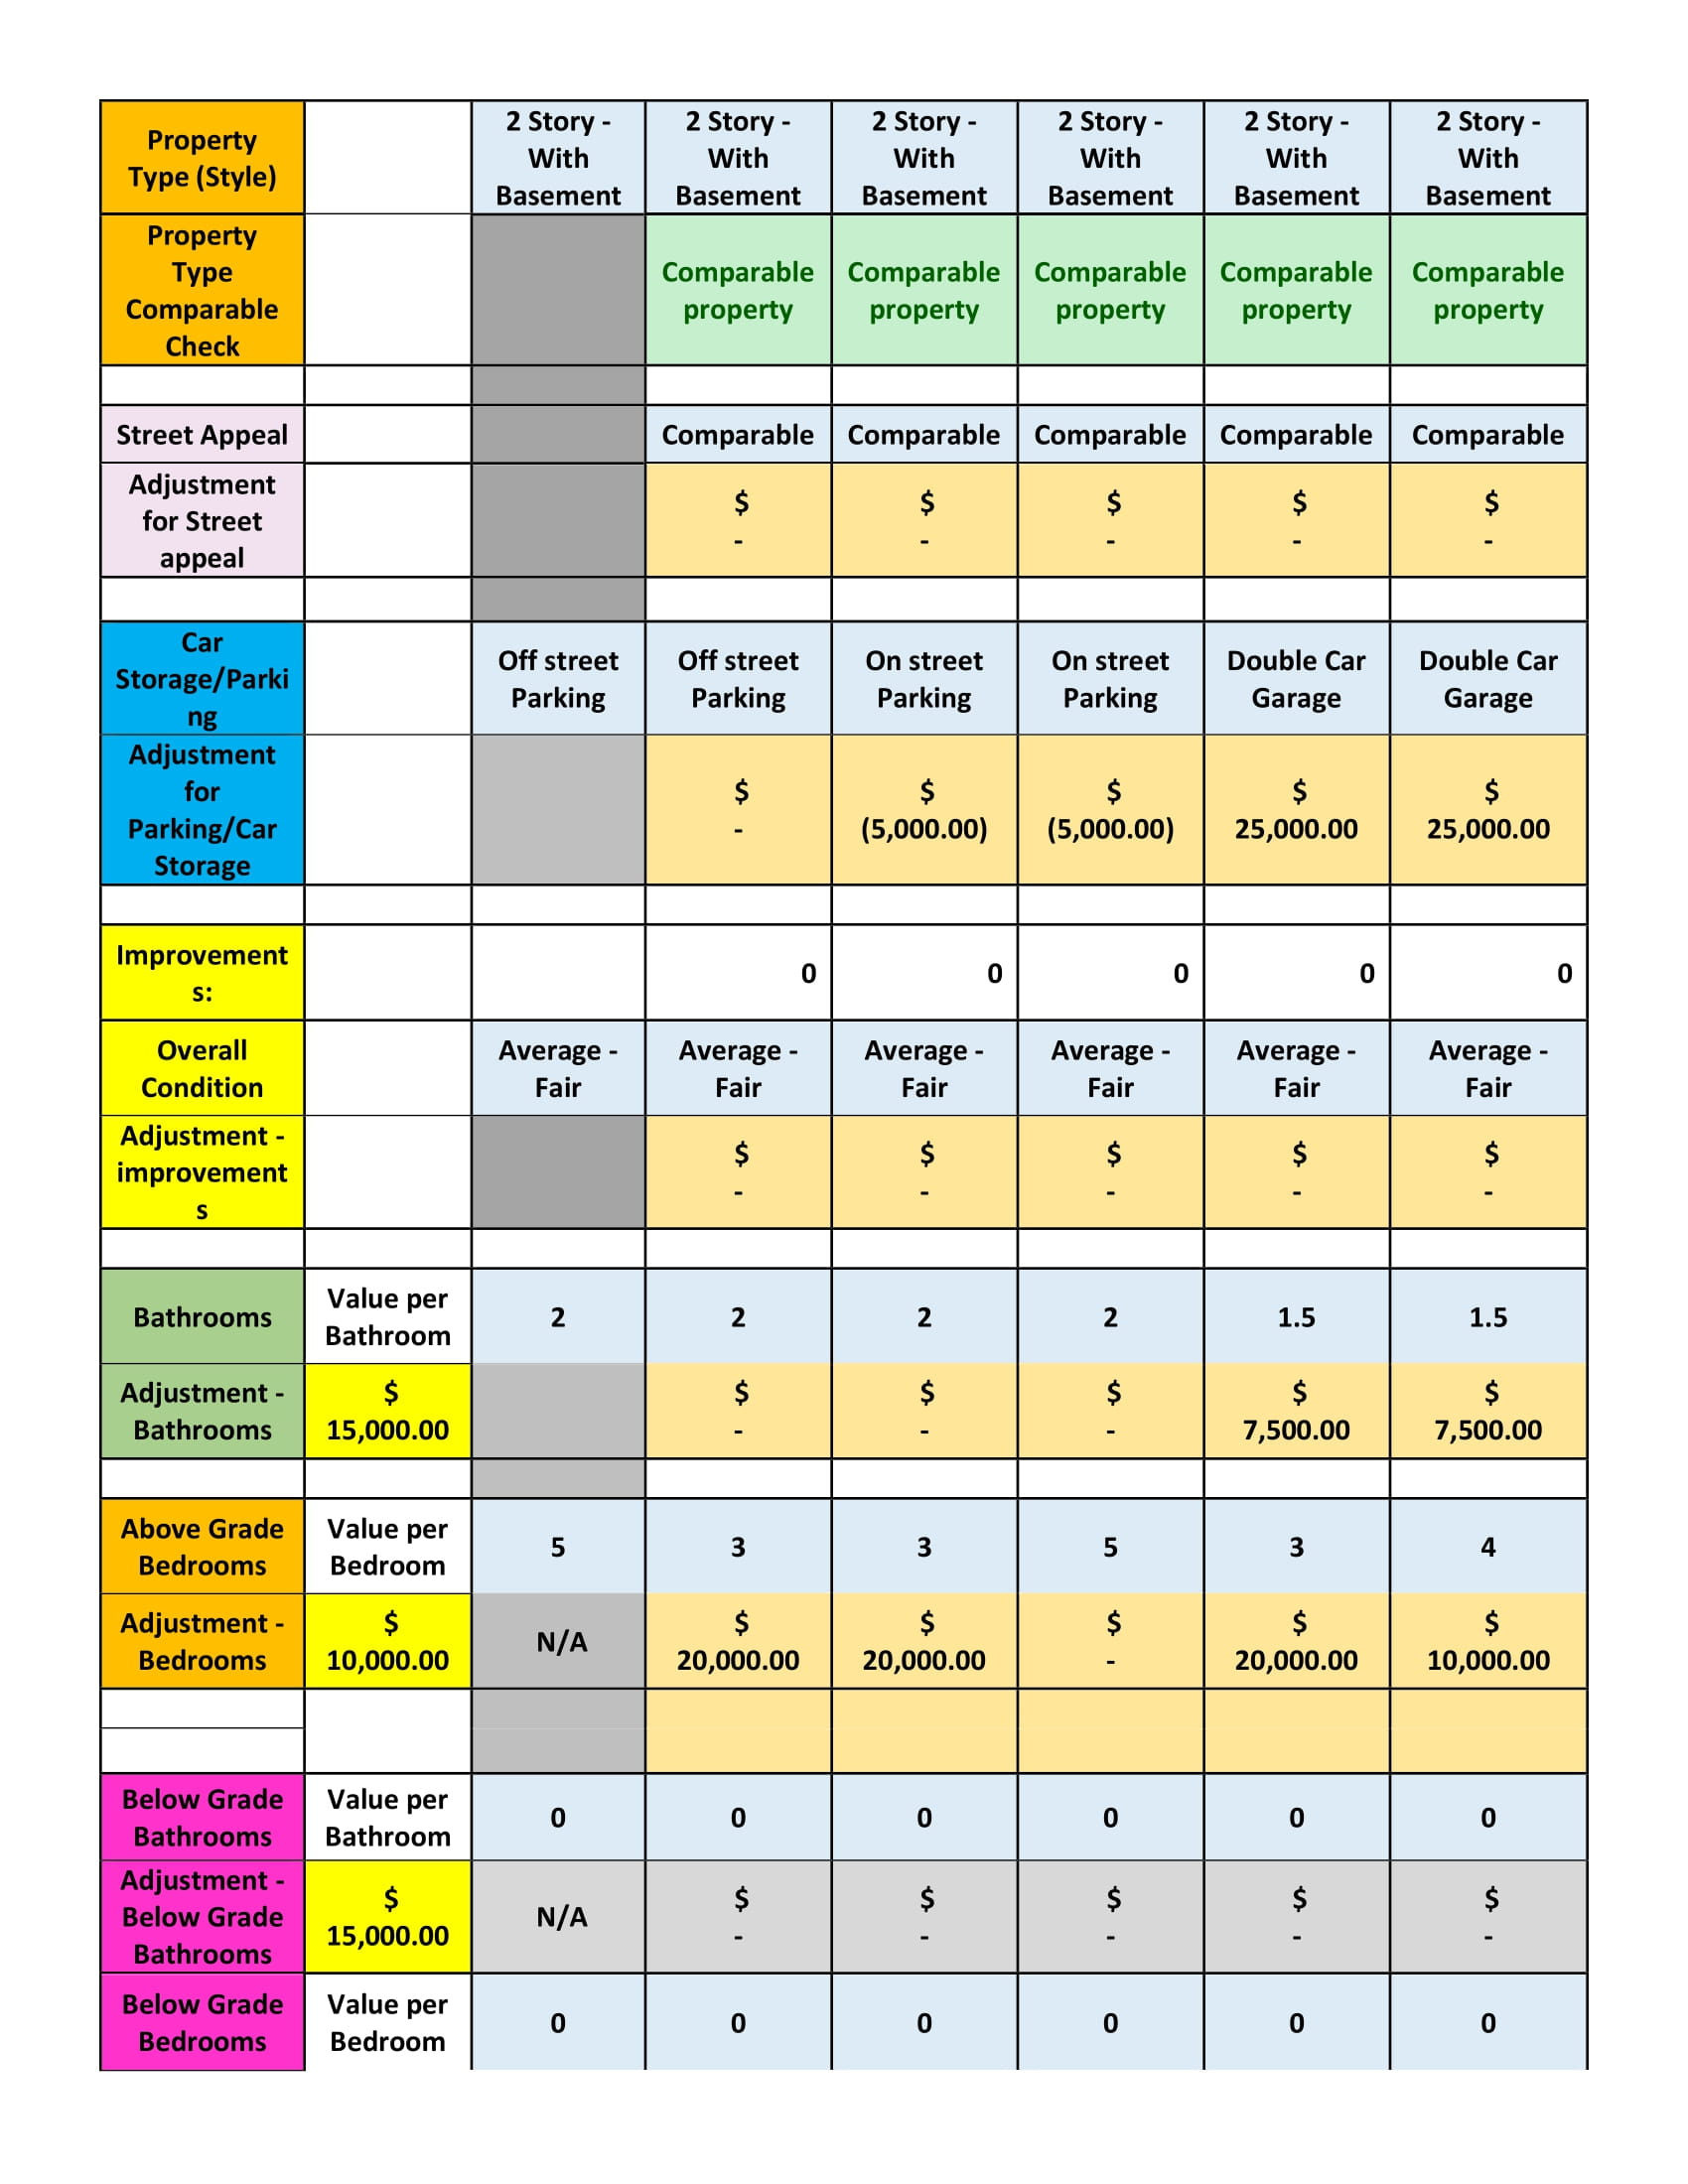 Property Type (Style) 2 Story - With Basement 2 Story - With Basement 2 Story - With Basement 2 Story - With Basement 2 Story - With Basement 2 Story - With Basement
Property Type Comparable Check Comparable property Comparable property Comparable property Comparable property Comparable property
Street Appeal Comparable Comparable Comparable Comparable Comparable
Adjustment for Street appeal $ - $ - $ - $ - $ -
Car Storage/Parking Off street Parking Off street Parking On street Parking On street Parking Double Car Garage Double Car Garage
Adjustment for Parking/Car Storage $ - $ (5,000.00) $ (5,000.00) $ 25,000.00 $ 25,000.00
Improvements: 0 0 0 0 0
Overall Condition Average - Fair Average - Fair Average - Fair Average - Fair Average - Fair Average - Fair
Adjustment - improvements $ - $ - $ - $ - $ -
Bathrooms Value per Bathroom 2 2 2 2 1.5 1.5
Adjustment - Bathrooms $ 15,000.00 $ - $ - $ - $ 7,500.00 $ 7,500.00
Above Grade Bedrooms Value per Bedroom 5 3 3 5 3 4
Adjustment - Bedrooms $ 10,000.00 N/A $ 20,000.00 $ 20,000.00 $ - $ 20,000.00 $ 10,000.00
Below Grade Bathrooms Value per Bathroom 0 0 0 0 0 0
Adjustment - Below Grade Bathrooms $ 15,000.00 N/A $ - $ - $ - $ - $ -
Below Grade Bedrooms Value per Bedroom 0 0 0 0 0 0